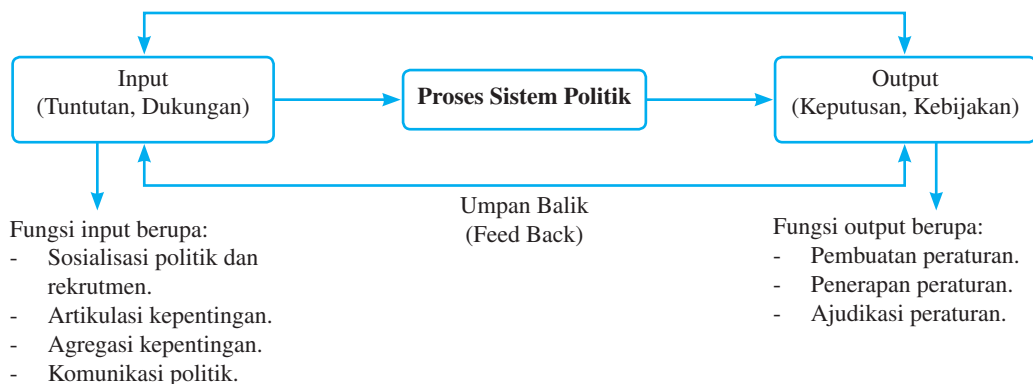 Input
(Tuntutan, Dukungan)
Proses Sistem Politik
Output
(Keputusan, Kebijakan)
Umpan Balik
(Feed Back)
Fungsi input berupa:
- Sosialisasi politik dan
rekrutmen.
- Artikulasi kepentingan.
- Agregasi kepentingan.
- Komunikasi politik.
Fungsi output berupa:
- Pembuatan peraturan.
- Penerapan peraturan.
- Ajudikasi peraturan.